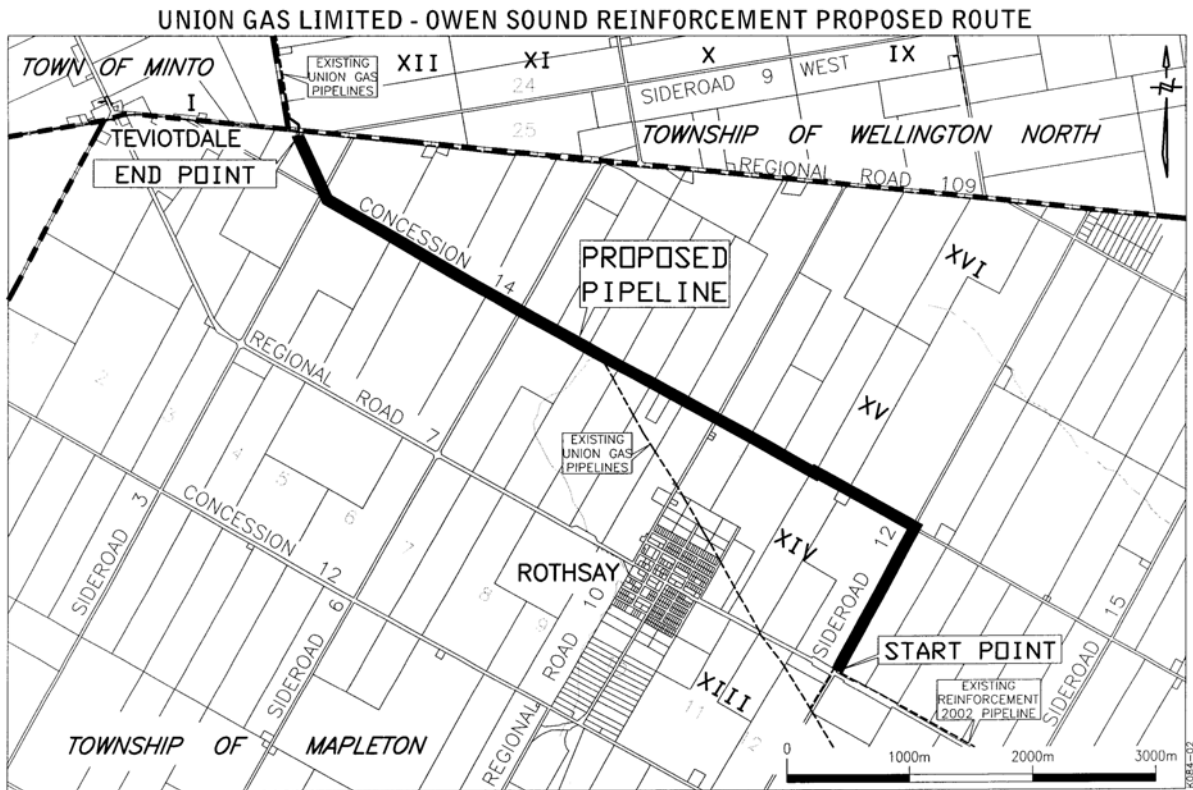 UNION GAS LIMITED - OWEN SOUND REINFORCEMENT PROPOSED ROUTE
TOWN OF MINTO
I
EXISTING
UNION GAS
PIPELINES
XII
XI
X
IX
24
25
SIDEROAD 9 WEST
TOWNSHIP OF WELLINGTON NORTH
REGIONAL ROAD 109
TEVIOTDALE
END POINT
CONCESSION 14
PROPOSED
PIPELINE
XVI
XV
REGIONAL ROAD 7
1
2
3
4
5
6
7
8
9
EXISTING
UNION GAS
PIPELINES
XIV
SIDEROAD 12
SIDEROAD 3
CONCESSION 12
SIDEROAD 6
ROTHSAY
REGIONAL ROAD 10
XIII
11
12
START POINT
EXISTING
REINFORCEMENT
2002 PIPELINE
SIDEROAD 15
TOWNSHIP OF MAPLETON
0
1000m
2000m
3000m